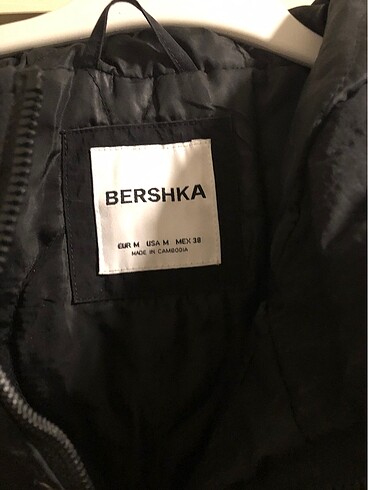 BERSHKA
EUR M USA M MEX 38
MADE IN CAMBODIA